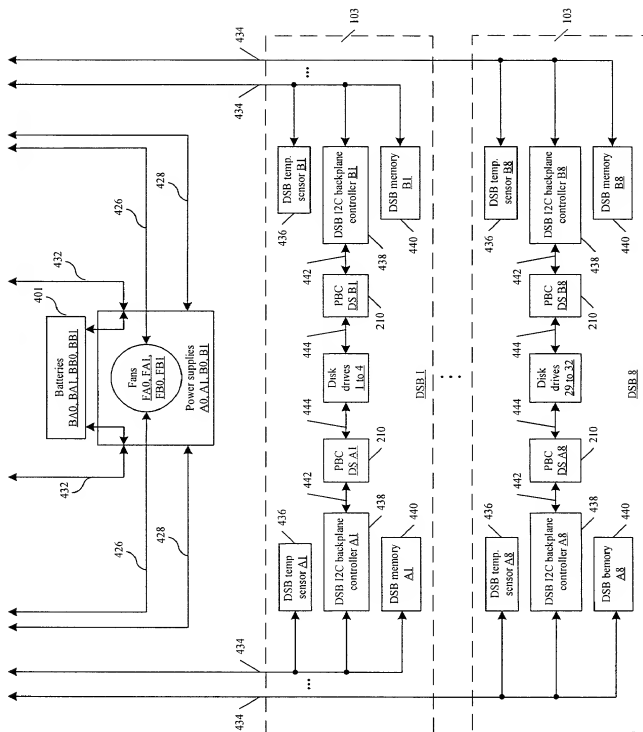 434
432
426
428
401
Batteries
BA0, BA1, BB0, BB1
Fans
FA0, FA1,
FB0, FB1
Power supplies
A0, A1, B0, B1
432
426
428
434
434
...
103
436
DSB temp
sensor A1
DSB I2C backplane
controller A1
438
DSB memory
A1
440
442
PBC
DS A1
210
444
Disk
drives
1 to 4
444
PBC
DS B1
210
442
DSB I2C backplane
controller B1
438
DSB temp.
sensor B1
436
DSB memory
B1
440
DSB 1
434
434
...
...
103
436
DSB temp
sensor A8
DSB I2C backplane
controller A8
438
DSB bemory
A8
440
442
PBC
DS A8
210
444
Disk
drives
29 to 32
444
PBC
DS B8
210
442
DSB I2C backplane
controller B8
438
DSB temp.
sensor B8
436
DSB memory
B8
440
DSB 8